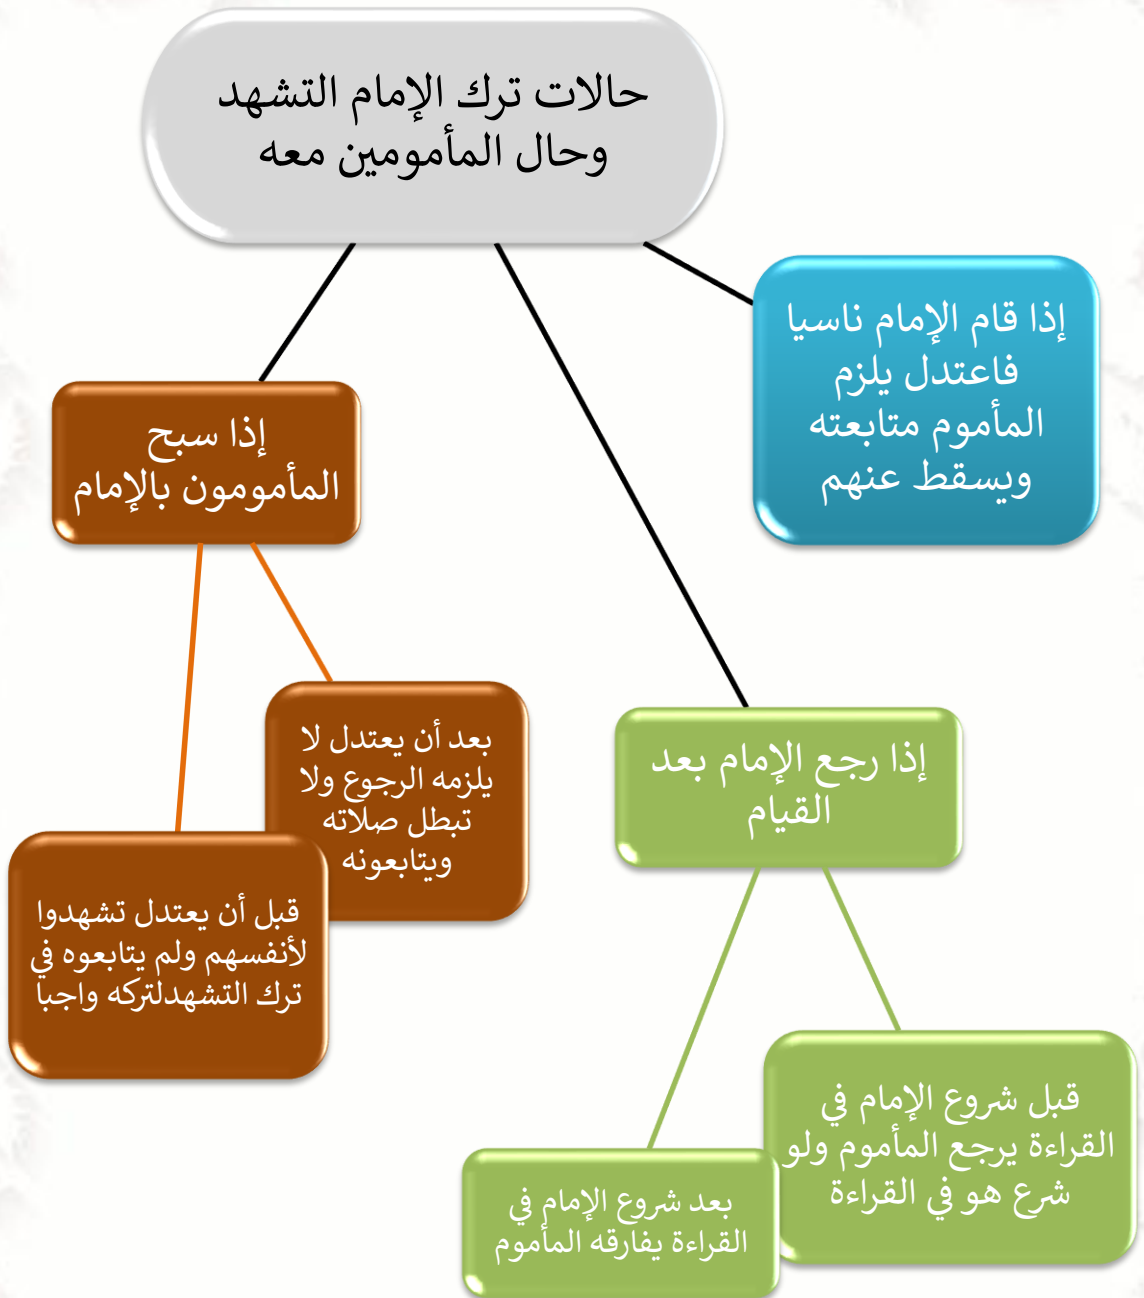 حالات ترك الإمام التشهد
وحال المأمومين معه
إذا قام الإمام ناسيا
فاعتدل يلزم
المأموم متابعته
ويسقط عنهم
إذا رجع الإمام بعد
القيام
قبل شروع الإمام في
القراءة يرجع المأموم ولو
شرع هو في القراءة
بعد شروع الإمام في
القراءة يفارقه المأموم
إذا سبح
المأمومون بالإمام
بعد أن يعتدل لا
يلزمه الرجوع ولا
تبطل صلاته
ويتابعونه
قبل أن يعتدل تشهدوا
لأنفسهم ولم يتابعوه في
ترك التشهدلتركه واجبا